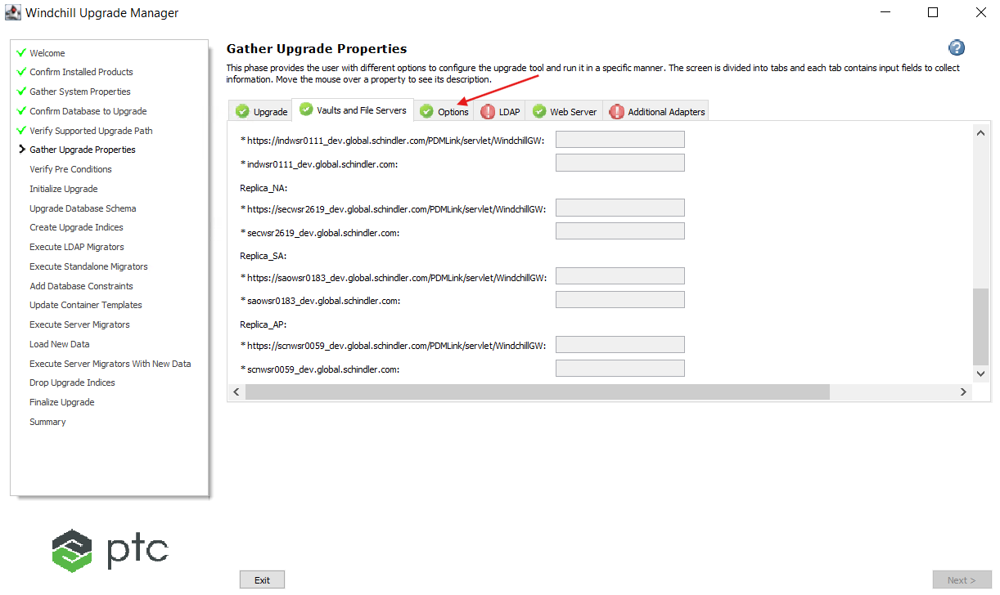 Windchill Upgrade Manager
Welcome
Confirm Installed Products
Gather System Properties
Confirm Database to Upgrade
Verify Supported Upgrade Path
Gather Upgrade Properties
Verify Pre Conditions
Initialize Upgrade
Upgrade Database Schema
Create Upgrade Indices
Execute LDAP Migrators
Execute Standalone Migrators
Add Database Constraints
Update Container Templates
Execute Server Migrators
Load New Data
Execute Server Migrators With New Data
Drop Upgrade Indices
Finalize Upgrade
Summary
ptc
Gather Upgrade Properties
This phase provides the user with different options to configure the upgrade tool and run it in a specific manner. The screen is divided into tabs and each tab contains input fields to collect
information. Move the mouse over a property to see its description.
Upgrade Vaults and File Servers Options LDAP Web Server Additional Adapters
* https://indwsr0111_dev.global.schindler.com/PDMLink/servlet/WindchillGW:
* indwsr0111_dev.global.schindler.com:
Replica_NA:
* https://secwsr2619_dev.global.schindler.com/PDMLink/servlet/WindchillGW:
* secwsr2619_dev.global.schindler.com:
Replica_SA:
* https://saowsr0183_dev.global.schindler.com/PDMLink/servlet/WindchillGW:
* saowsr0183_dev.global.schindler.com:
Replica_AP:
* https://scnwsr0059_dev.global.schindler.com/PDMLink/servlet/WindchillGW:
* scnwsr0059_dev.global.schindler.com:
Exit
Next >